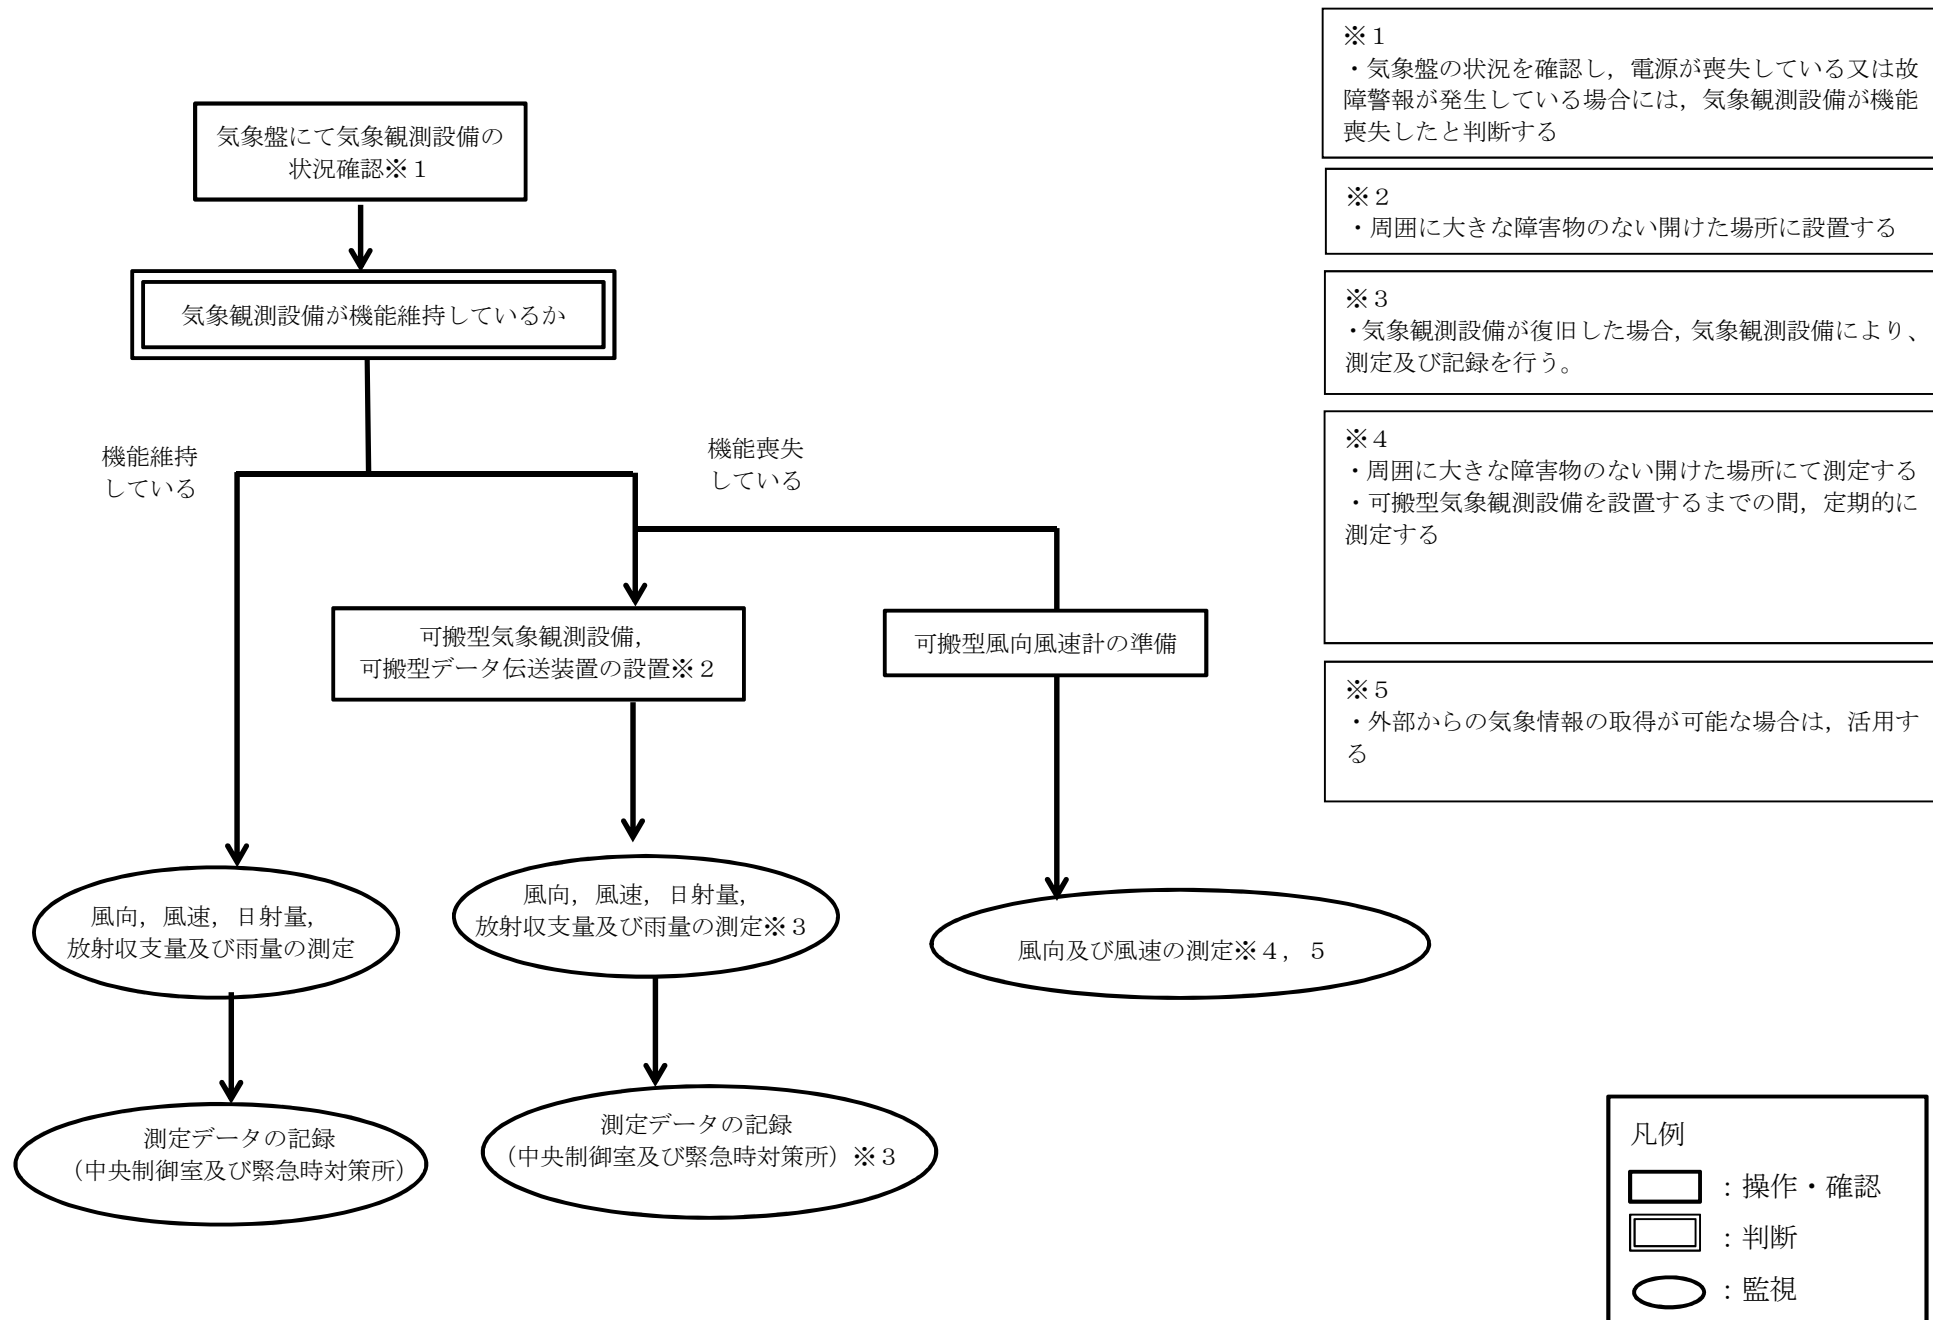 気象盤にて気象観測設備の
状況確認※１
気象観測設備が機能維持しているか
機能維持
している
機能喪失
している
可搬型気象観測設備，
可搬型データ伝送装置の設置※２
可搬型風向風速計の準備
風向，風速，日射量，
放射収支量及び雨量の測定
風向，風速，日射量，
放射収支量及び雨量の測定※３
風向及び風速の測定※４，５
測定データの記録
（中央制御室及び緊急時対策所）
測定データの記録
（中央制御室及び緊急時対策所）※３
※１
・気象盤の状況を確認し，電源が喪失している又は故
障警報が発生している場合には，気象観測設備が機能
喪失したと判断する
※２
・周囲に大きな障害物のない開けた場所に設置する
※３
・気象観測設備が復旧した場合，気象観測設備により、
測定及び記録を行う。
※４
・周囲に大きな障害物のない開けた場所にて測定する
・可搬型気象観測設備を設置するまでの間，定期的に
測定する
※５
・外部からの気象情報の取得が可能な場合は，活用す
る
凡例
：操作・確認
：判断
：監視